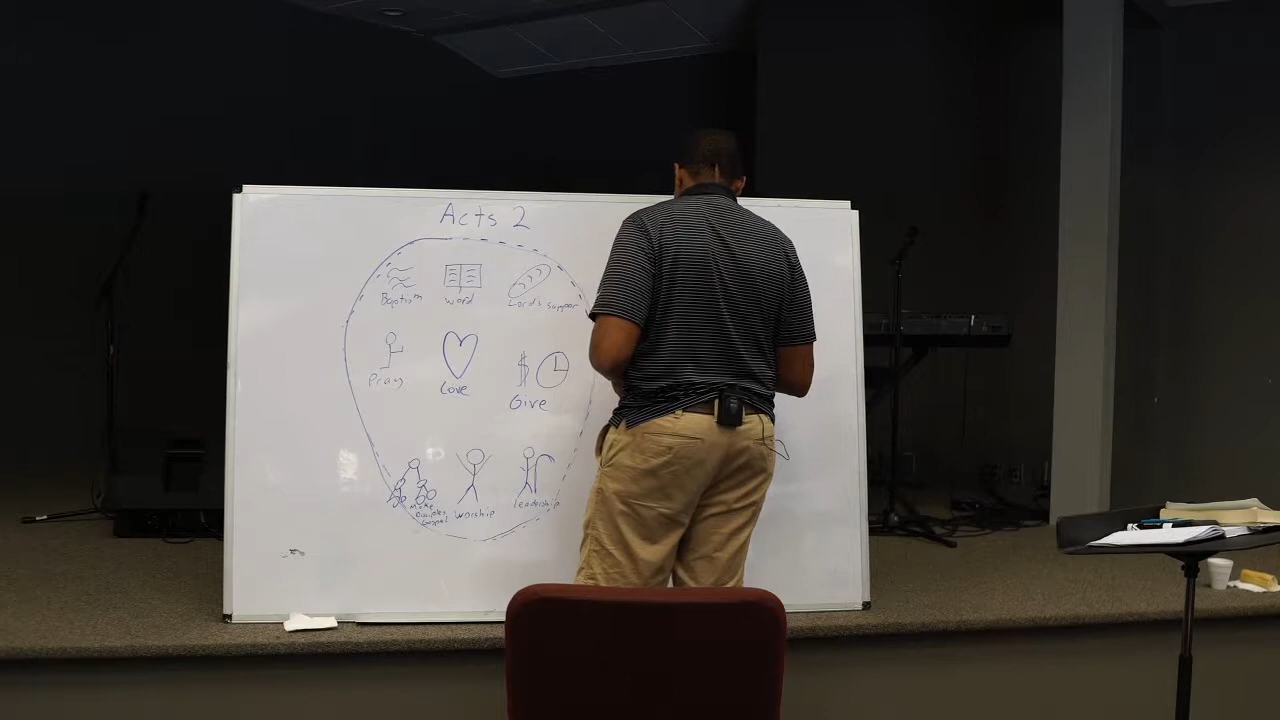 Acts 2
Baptism word Lord's supper
Pray Love $ Give
Make
Disciples
Gospel worship leadership